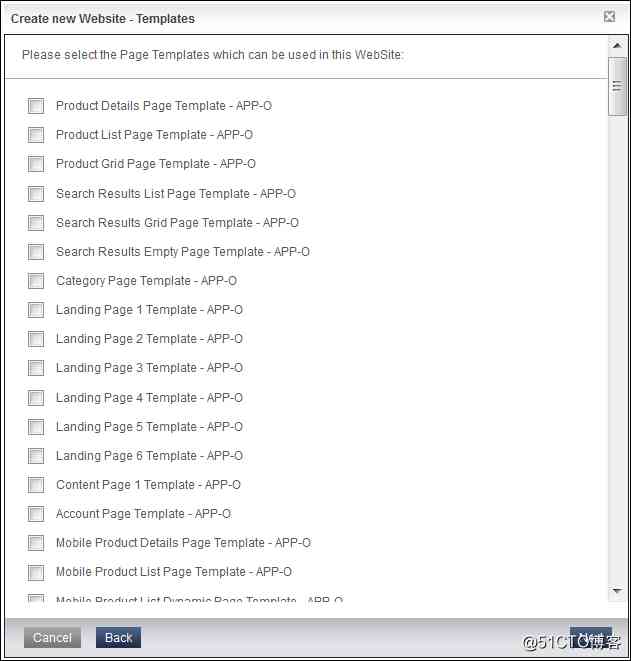 Create new Website - Templates
Please select the Page Templates which can be used in this WebSite:
Product Details Page Template - APP-O
Product List Page Template - APP-O
Product Grid Page Template - APP-O
Search Results List Page Template - APP-O
Search Results Grid Page Template - APP-O
Search Results Empty Page Template - APP-O
Category Page Template - APP-O
Landing Page 1 Template - APP-O
Landing Page 2 Template - APP-O
Landing Page 3 Template - APP-O
Landing Page 4 Template - APP-O
Landing Page 5 Template - APP-O
Landing Page 6 Template - APP-O
Content Page 1 Template - APP-O
Account Page Template - APP-O
Mobile Product Details Page Template - APP-O
Mobile Product List Page Template - APP-O
Mobile Product List Dynamic Page Template - APP-O
Cancel Back Next
@51CTO博客